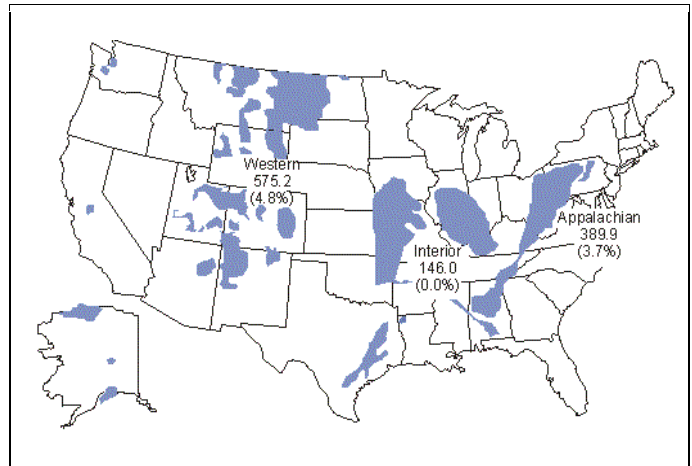 Western
575.2
(4.8%)
Appalachian
389.9
(3.7%)
Interior
146.0
(0.0%)